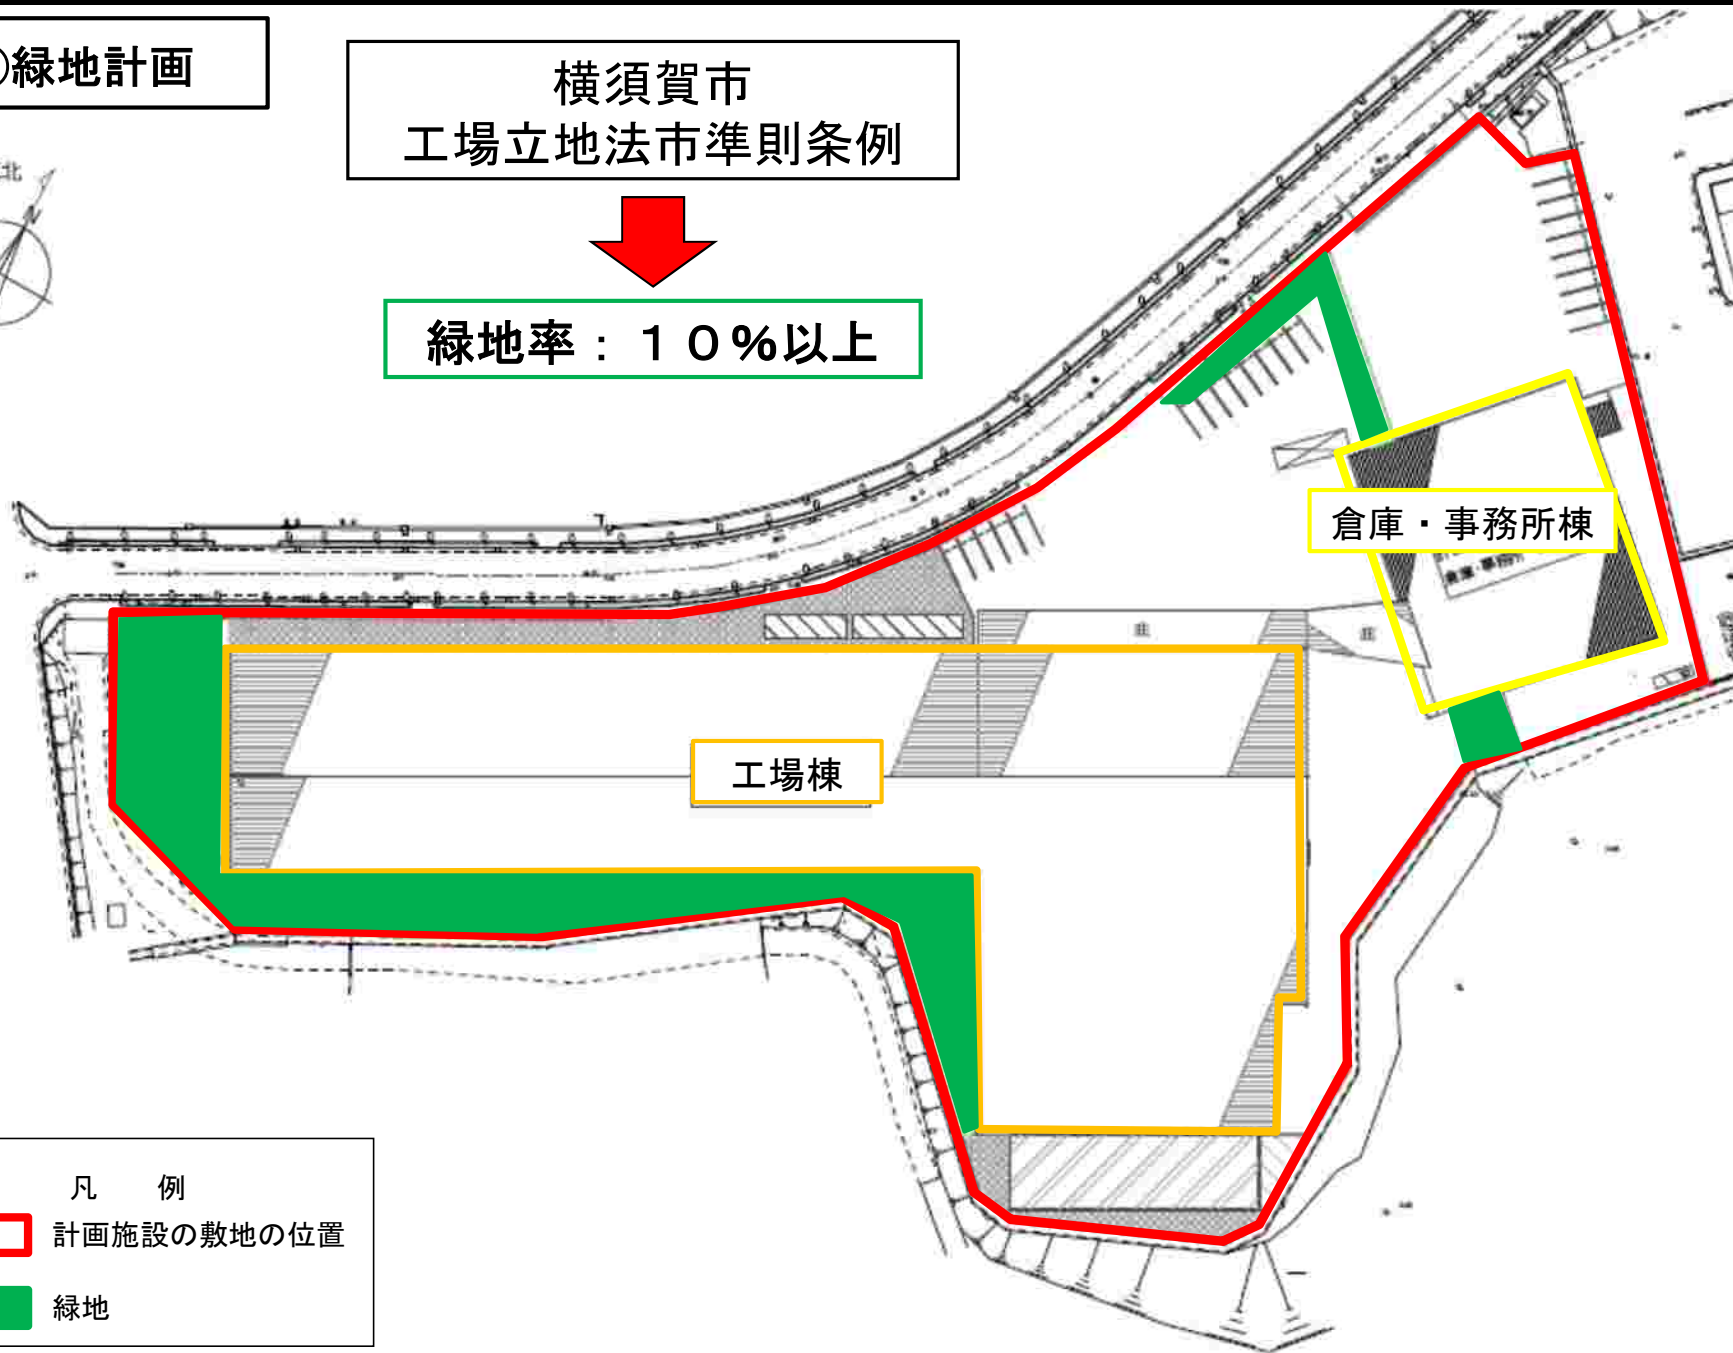 緑地計画
横須賀市
工場立地法市準則条例
北
N
緑地率：１０％以上
倉庫・事務所棟
工場棟
凡　例
計画施設の敷地の位置
緑地